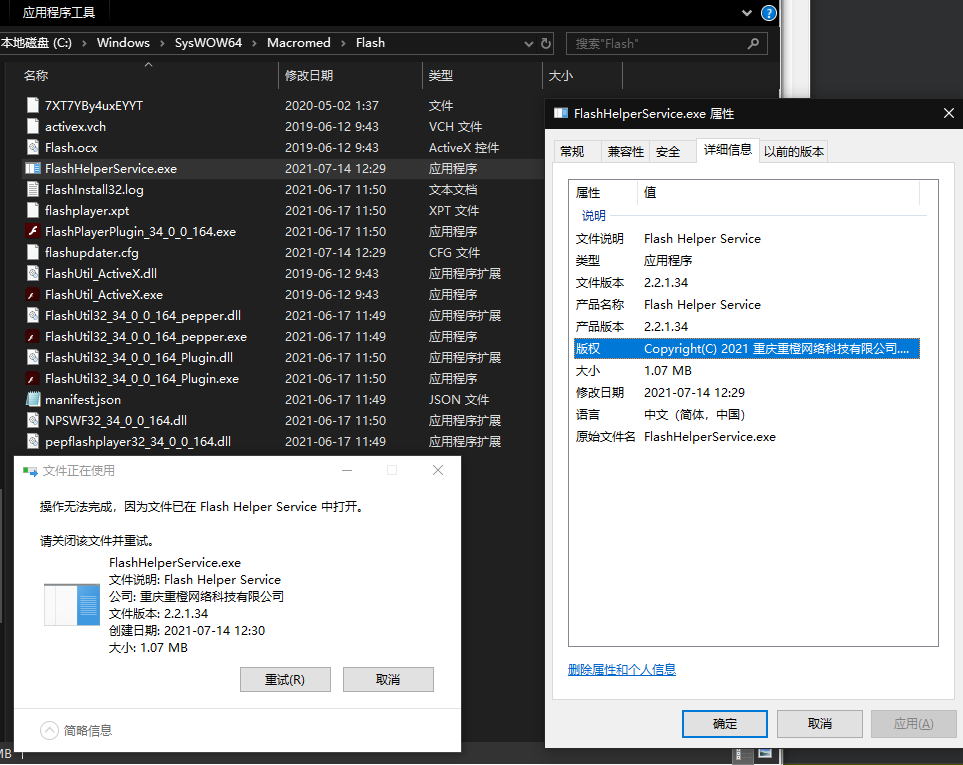 应用程序工具
本地磁盘 (C:) > Windows > SysWOW64 > Macromed > Flash
搜索"Flash"
名称 修改日期 类型 大小
7XT7YBy4uxEYYT 2020-05-02 1:37 文件
activex.vch 2019-06-12 9:43 VCH 文件
Flash.ocx 2019-06-12 9:43 ActiveX 控件
FlashHelperService.exe 2021-07-14 12:29 应用程序
FlashInstall32.log 2021-06-17 11:50 文本文档
flashplayer.xpt 2021-06-17 11:50 XPT 文件
FlashPlayerPlugin_34_0_0_164.exe 2021-06-17 11:50 应用程序
flashupdater.cfg 2021-07-14 12:29 CFG 文件
FlashUtil_ActiveX.dll 2019-06-12 9:43 应用程序扩展
FlashUtil_ActiveX.exe 2019-06-12 9:43 应用程序
FlashUtil32_34_0_0_164_pepper.dll 2021-06-17 11:49 应用程序扩展
FlashUtil32_34_0_0_164_pepper.exe 2021-06-17 11:49 应用程序
FlashUtil32_34_0_0_164_Plugin.dll 2021-06-17 11:50 应用程序扩展
FlashUtil32_34_0_0_164_Plugin.exe 2021-06-17 11:50 应用程序
manifest.json 2021-06-17 11:49 JSON 文件
NPSWF32_34_0_0_164.dll 2021-06-17 11:50 应用程序扩展
pepflashplayer32_34_0_0_164.dll 2021-06-17 11:49 应用程序扩展
MB
文件正在使用
操作无法完成，因为文件已在 Flash Helper Service 中打开。
请关闭该文件并重试。
FlashHelperService.exe
文件说明: Flash Helper Service
公司: 重庆重橙网络科技有限公司
文件版本: 2.2.1.34
创建日期: 2021-07-14 12:30
大小: 1.07 MB
重试(R) 取消
简略信息
FlashHelperService.exe 属性
常规 兼容性 安全 详细信息 以前的版本
属性 值
说明
文件说明 Flash Helper Service
类型 应用程序
文件版本 2.2.1.34
产品名称 Flash Helper Service
产品版本 2.2.1.34
版权 Copyright(C) 2021 重庆重橙网络科技有限公司....
大小 1.07 MB
修改日期 2021-07-14 12:29
语言 中文（简体，中国）
原始文件名 FlashHelperService.exe
删除属性和个人信息
确定 取消 应用(A)